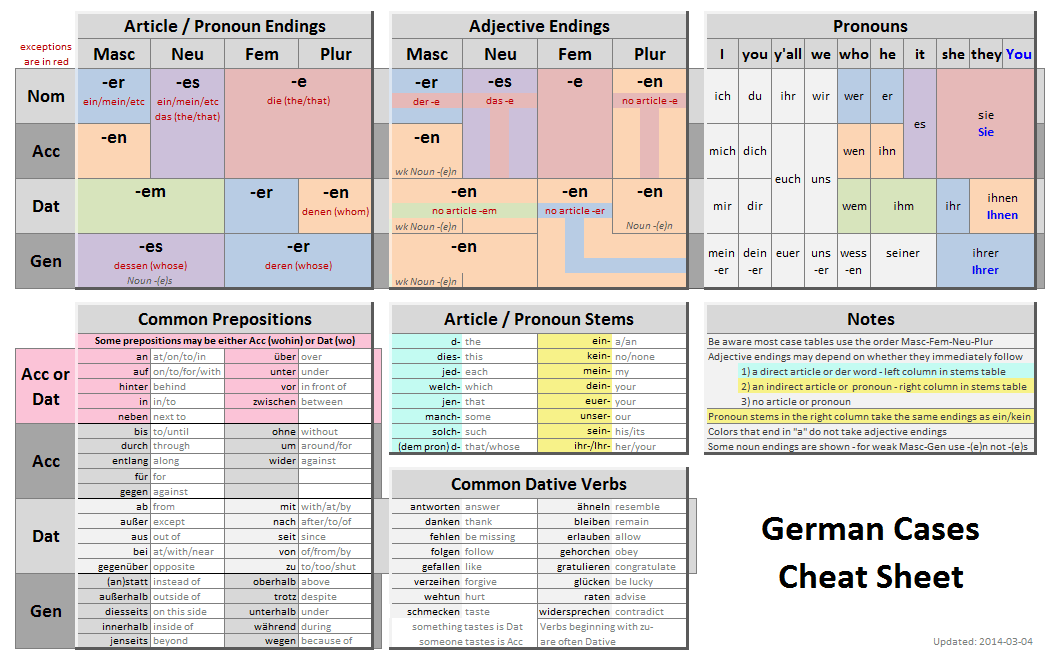 Article / Pronoun Endings
Adjective Endings
Pronouns
exceptions
are in red
Masc Neu Fem Plur
Masc Neu Fem Plur
I you y'all we who he it she they You
Nom
-er
ein/mein/etc
-es
ein/mein/etc
das (the/that)
-e
die (the/that)
-er
der -e
-es
das -e
-e
-en
no article -e
ich du ihr wir wer er es sie
Sie
Acc
-en
-en
wk Noun -(e)n
mich dich euch uns wen ihn
Dat
-em
-er
-en
denen (whom)
-en
no article -em
wk Noun -(e)n
-en
no article -er
-en
Noun -(e)n
mir dir wem ihm ihr ihnen
Ihnen
Gen
-es
dessen (whose)
Noun -(e)s
-er
deren (whose)
-en
wk Noun -(e)n
mein
-er
dein
-er
euer
uns
-er
wess
-en
seiner
ihrer
Ihrer
Common Prepositions
Some prepositions may be either Acc (wohin) or Dat (wo)
Acc or
Dat
an at/on/to/in über over
auf on/to/for/with unter under
hinter behind vor in front of
in in/to zwischen between
neben next to
Acc
bis to/until ohne without
durch through um around/for
entlang along wider against
für for
gegen against
Dat
ab from mit with/at/by
außer except nach after/to/of
aus out of seit since
bei at/with/near von of/from/by
gegenüber opposite zu to/too/shut
Gen
(an)statt instead of oberhalb above
außerhalb outside of trotz despite
diesseits on this side unterhalb under
innerhalb inside of während during
jenseits beyond wegen because of
Article / Pronoun Stems
d- the ein- a/an
dies- this kein- no/none
jed- each mein- my
welch- which dein- your
jen- that euer- your
manch- some unser- our
solch- such sein- his/its
(dem pron) d- that/whose ihr-/Ihr- her/your
Common Dative Verbs
antworten answer ähneln resemble
danken thank bleiben remain
fehlen be missing erlauben allow
folgen follow gehorchen obey
gefallen like gratulieren congratulate
verzeihen forgive glücken be lucky
wehtun hurt raten advise
schmecken taste widersprechen contradict
something tastes is Dat Verbs beginning with zu-
someone tastes is Acc are often Dative
Notes
Be aware most case tables use the order Masc-Fem-Neu-Plur
Adjective endings may depend on whether they immediately follow
1) a direct article or der word - left column in stems table
2) an indirect article or pronoun - right column in stems table
3) no article or pronoun
Pronoun stems in the right column take the same endings as ein/kein
Colors that end in "a" do not take adjective endings
Some noun endings are shown - for weak Masc-Gen use -(e)n not -(e)s
German Cases
Cheat Sheet
Updated: 2014-03-04